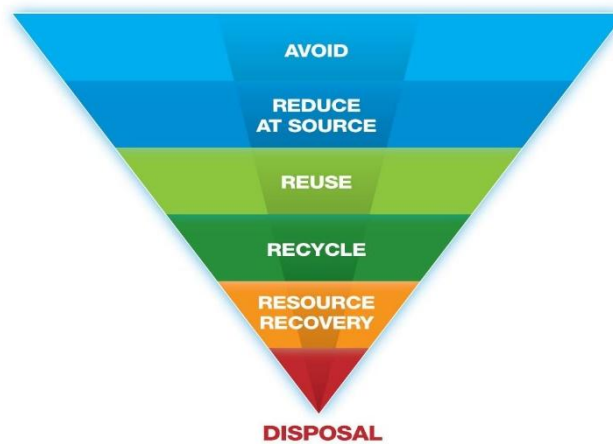 AVOID
REDUCE
AT SOURCE
REUSE
RECYCLE
RESOURCE
RECOVERY
DISPOSAL